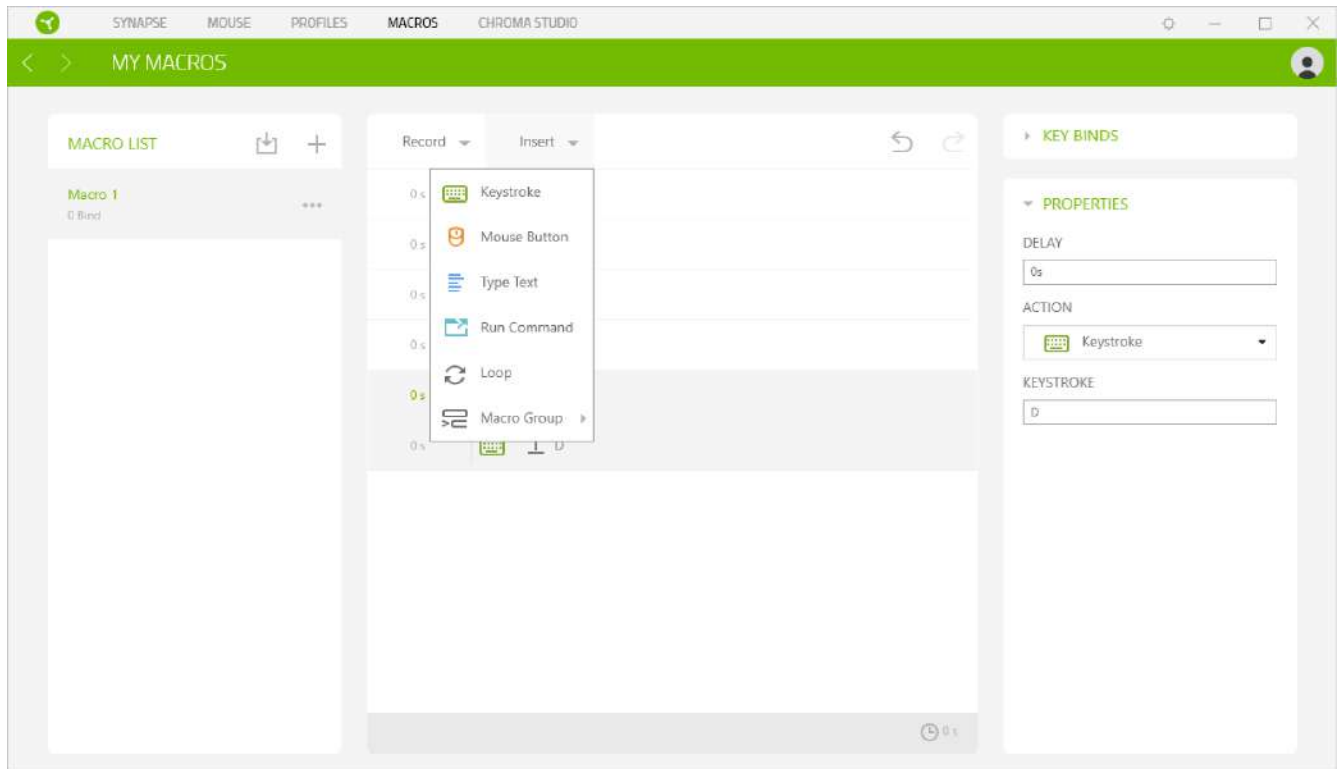 SYNAPSE MOUSE PROFILES MACROS CHROMA STUDIO
MY MACROS
MACRO LIST
Macro 1
0 Bind
Record Insert
0 s
0 s
0 s
0 s
0 s
0 s D
Keystroke
Mouse Button
Type Text
Run Command
Loop
Macro Group
0 s
KEY BINDS
PROPERTIES
DELAY
0s
ACTION
Keystroke
KEYSTROKE
D